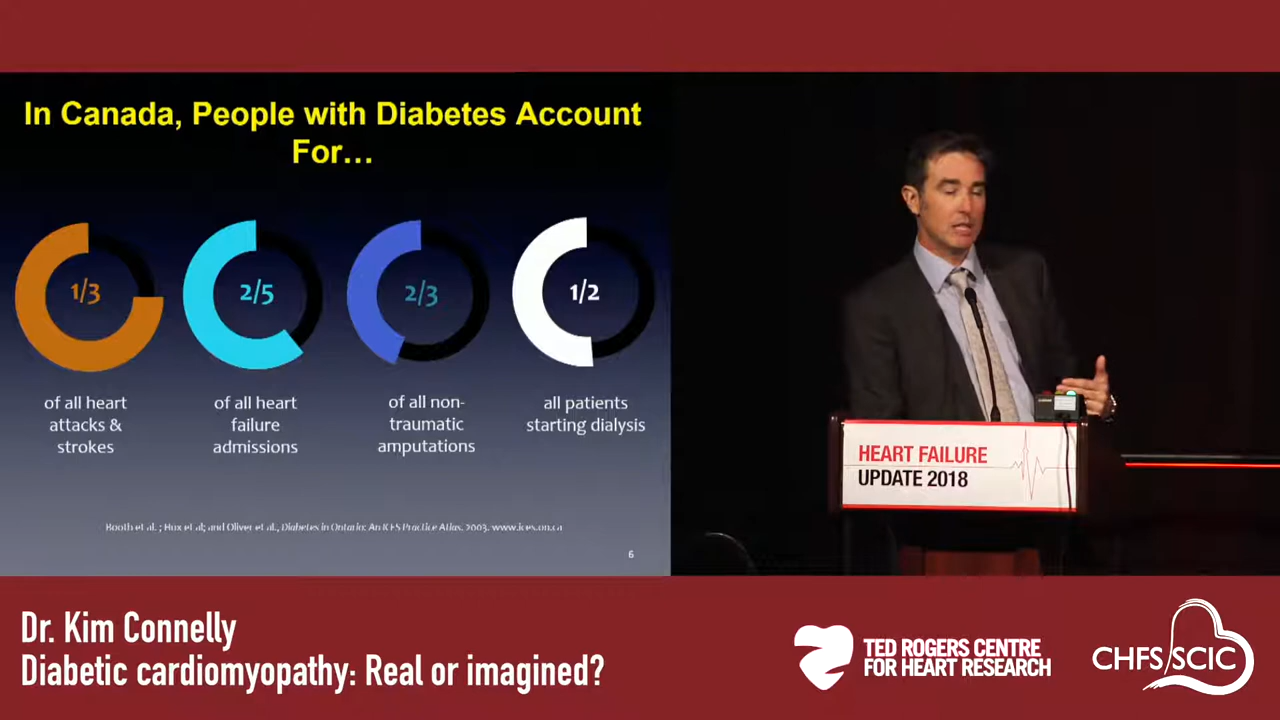 In Canada, People with Diabetes Account
For…
1/3
2/5
2/3
1/2
of all heart
attacks &
strokes
of all heart
failure
admissions
of all non-
traumatic
amputations
all patients
starting dialysis
Booth et al. ; Hux et al; and Oliver et al., Diabetes in Ontario: An ICES Practice Atlas. 2003. www.ices.on.ca
6
HEART FAILURE
UPDATE 2018
Dr. Kim Connelly
Diabetic cardiomyopathy: Real or imagined?
TED ROGERS CENTRE
FOR HEART RESEARCH
CHFS/SCIC